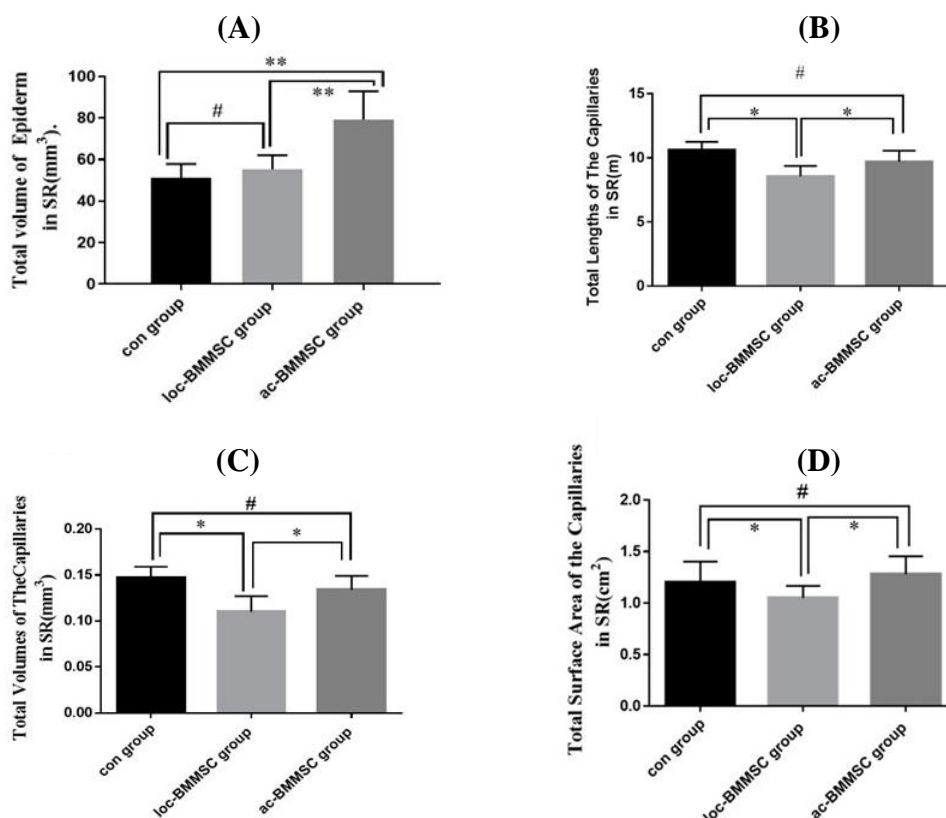 (A)
Total volume of Epiderm
in SR(mm³).
100
80
60
40
20
0
**
**
#
con group
loc-BMMSC group
ac-BMMSC group
(B)
Total Lengths of The Capillaries
in SR(m)
15
10
5
0
#
*
*
con group
loc-BMMSC group
ac-BMMSC group
(C)
Total Volumes of TheCapillaries
in SR(mm³)
0.20
0.15
0.10
0.05
0.00
#
*
*
con group
loc-BMMSC group
ac-BMMSC group
(D)
Total Surface Area of the Capillaries
in SR(cm²)
2.0
1.5
1.0
0.5
0.0
#
*
*
con group
loc-BMMSC group
ac-BMMSC group